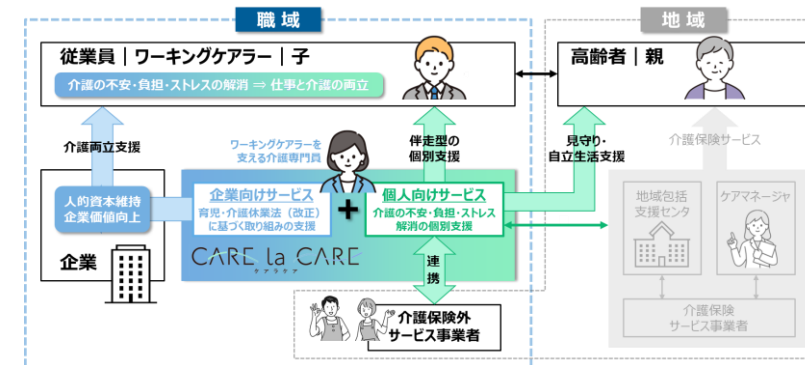 職域
地域
従業員｜ワーキングケアラー｜子
介護の不安・負担・ストレスの解消 ⇒ 仕事と介護の両立
高齢者｜親
介護両立支援
ワーキングケアラーを
支える介護専門員
伴走型の
個別支援
見守り・
自立生活支援
介護保険サービス
人的資本維持
企業価値向上
企業
企業向けサービス
育児・介護休業法（改正）
に基づく取り組みの支援
+
個人向けサービス
介護の不安・負担・ストレス
解消の個別支援
CARE la CARE
ケアラケア
連
携
地域包括
支援センタ
ケアマネージャ
介護保険外
サービス事業者
介護保険
サービス事業者